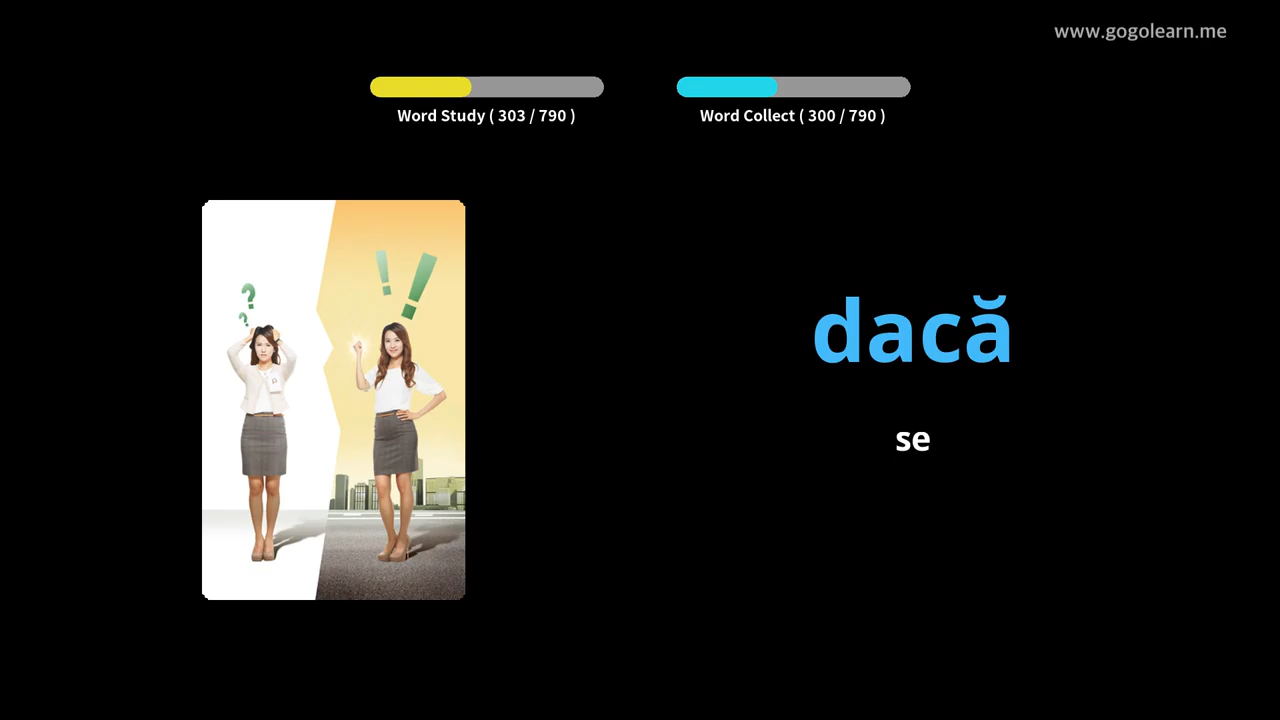 www.gogolearn.me
Word Study ( 303 / 790 )
Word Collect ( 300 / 790 )
? ?
! !
dacă
se